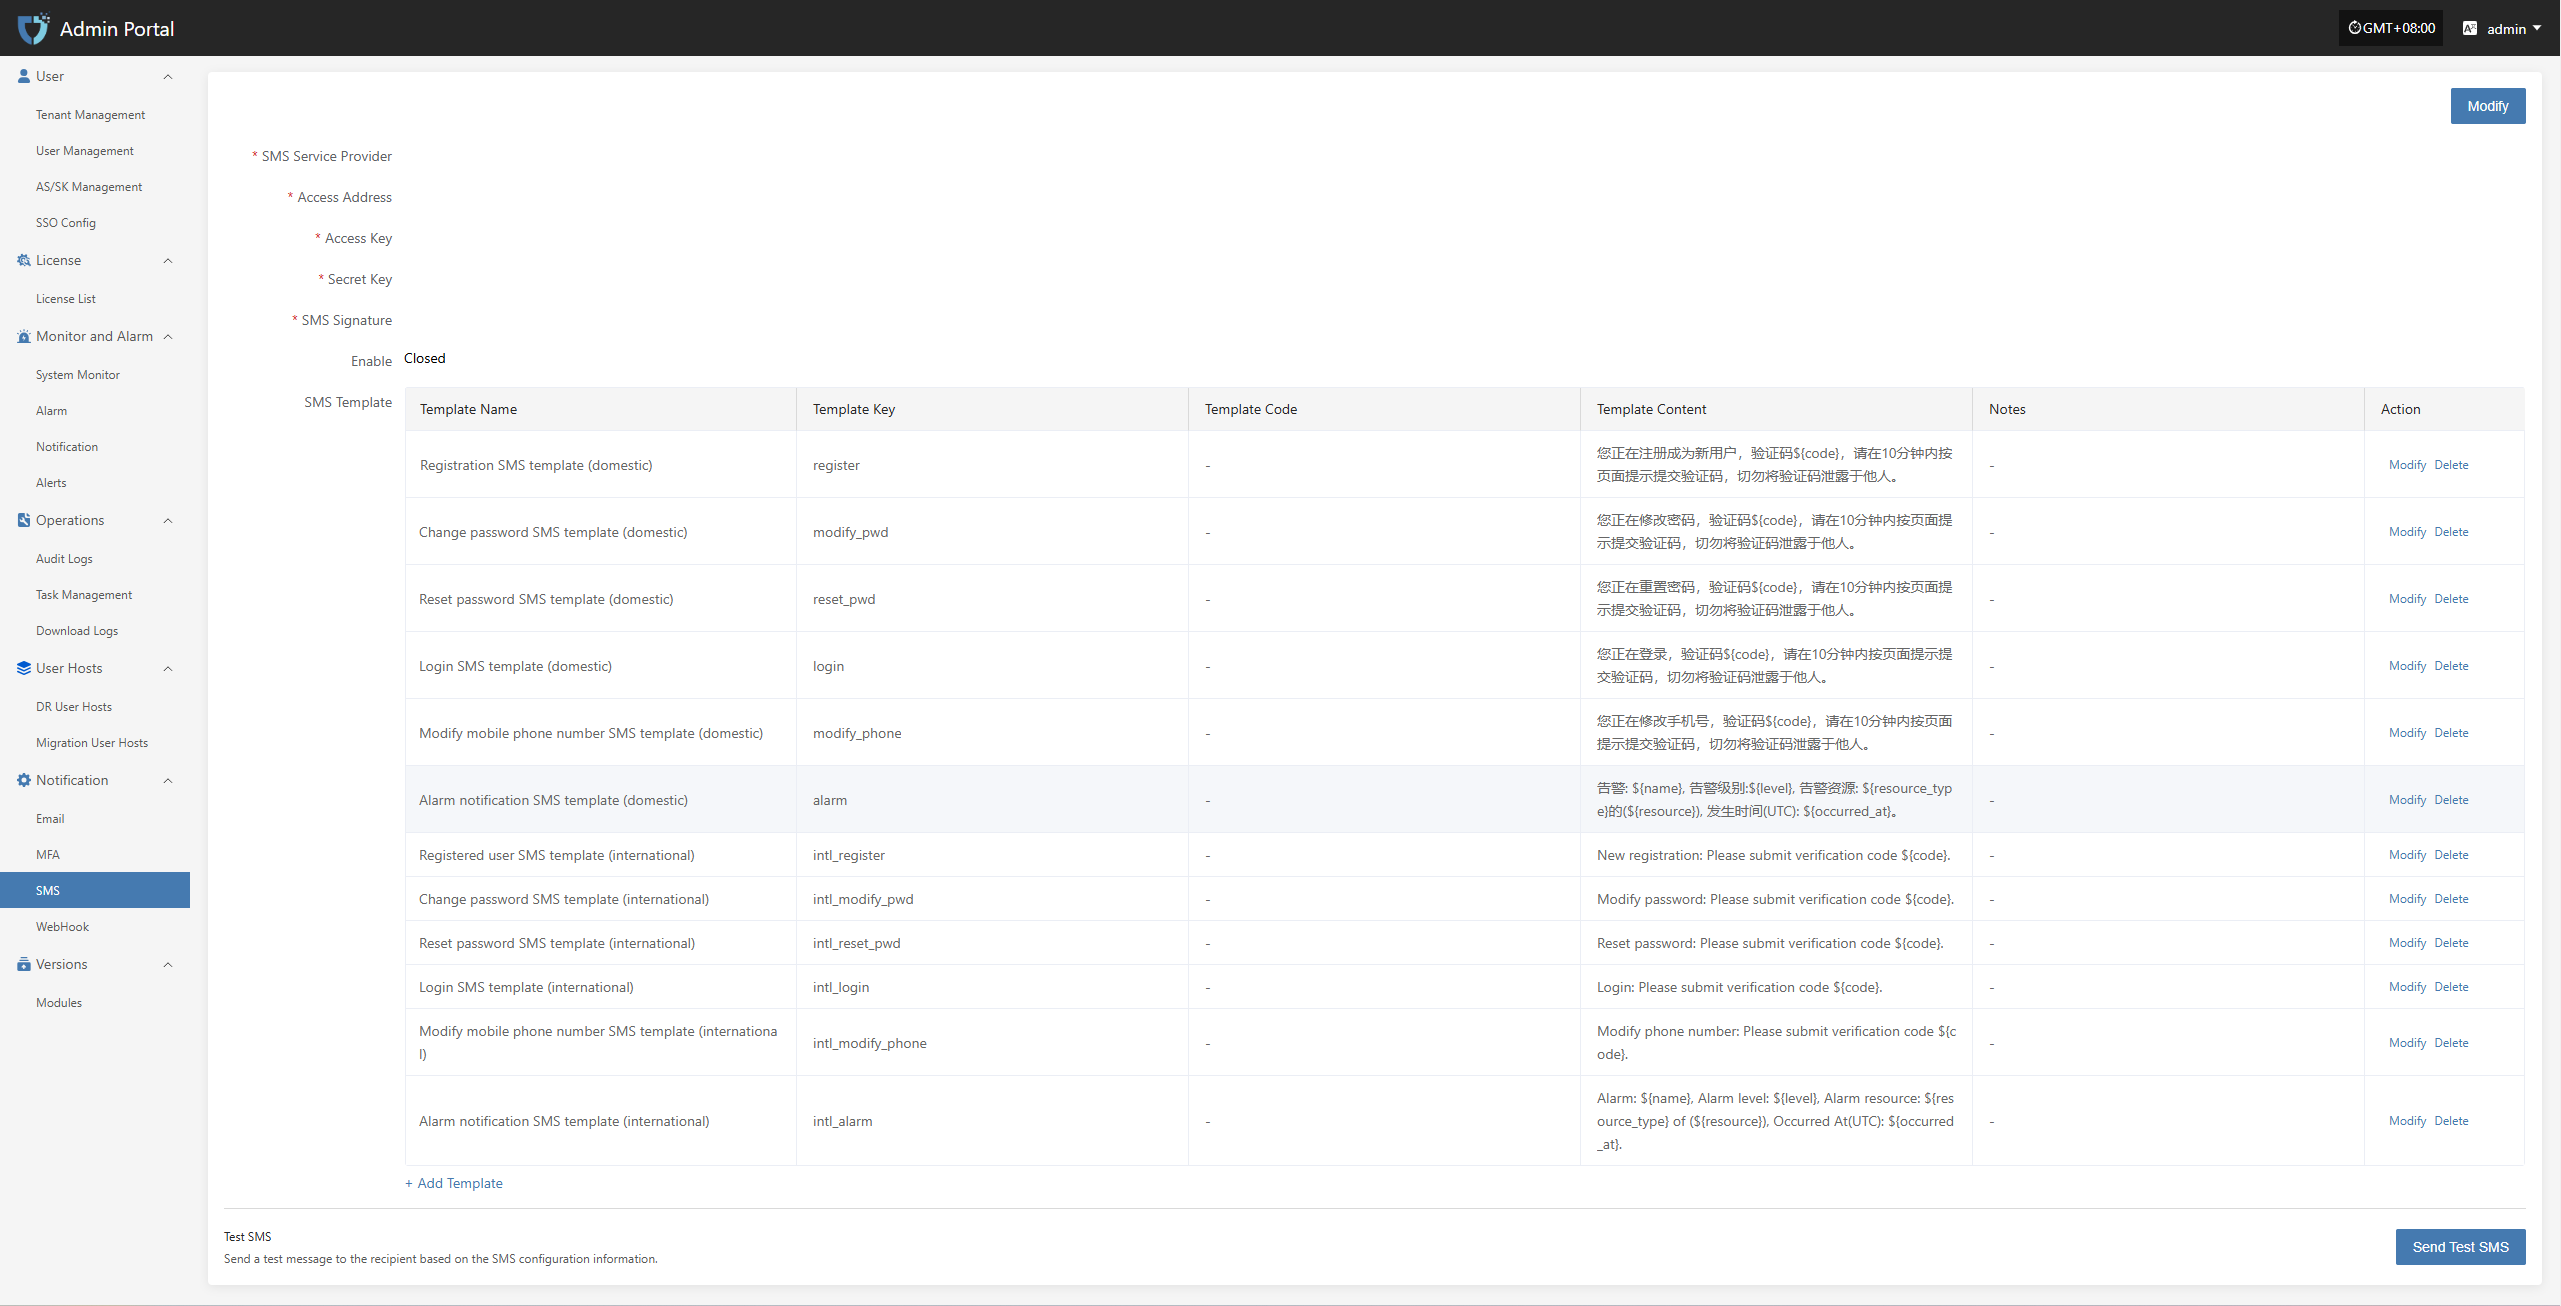 Admin Portal
GMT+08:00
admin
User
Tenant Management
User Management
AS/SK Management
SSO Config
License
License List
Monitor and Alarm
System Monitor
Alarm
Notification
Alerts
Operations
Audit Logs
Task Management
Download Logs
User Hosts
DR User Hosts
Migration User Hosts
Notification
Email
MFA
SMS
WebHook
Versions
Modules
Modify
* SMS Service Provider
* Access Address
* Access Key
* Secret Key
* SMS Signature
Enable Closed
SMS Template
Template Name Template Key Template Code Template Content Notes Action
Registration SMS template (domestic) register - 您正在注册成为新用户，验证码${code}，请在10分钟内按
页面提示提交验证码，切勿将验证码泄露于他人。 - Modify Delete
Change password SMS template (domestic) modify_pwd - 您正在修改密码，验证码${code}，请在10分钟内按页面提
示提交验证码，切勿将验证码泄露于他人。 - Modify Delete
Reset password SMS template (domestic) reset_pwd - 您正在重置密码，验证码${code}，请在10分钟内按页面提
示提交验证码，切勿将验证码泄露于他人。 - Modify Delete
Login SMS template (domestic) login - 您正在登录，验证码${code}，请在10分钟内按页面提示提
交验证码，切勿将验证码泄露于他人。 - Modify Delete
Modify mobile phone number SMS template (domestic) modify_phone - 您正在修改手机号，验证码${code}，请在10分钟内按页面
提示提交验证码，切勿将验证码泄露于他人。 - Modify Delete
Alarm notification SMS template (domestic) alarm - 告警: ${name}, 告警级别:${level}, 告警资源: ${resource_typ
e}的(${resource}), 发生时间(UTC): ${occurred_at}。 - Modify Delete
Registered user SMS template (international) intl_register - New registration: Please submit verification code ${code}. - Modify Delete
Change password SMS template (international) intl_modify_pwd - Modify password: Please submit verification code ${code}. - Modify Delete
Reset password SMS template (international) intl_reset_pwd - Reset password: Please submit verification code ${code}. - Modify Delete
Login SMS template (international) intl_login - Login: Please submit verification code ${code}. - Modify Delete
Modify mobile phone number SMS template (internationa
l) intl_modify_phone - Modify phone number: Please submit verification code ${c
ode}. - Modify Delete
Alarm notification SMS template (international) intl_alarm - Alarm: ${name}, Alarm level: ${level}, Alarm resource: ${res
ource_type} of (${resource}), Occurred At(UTC): ${occurred
_at}. - Modify Delete
+ Add Template
Test SMS
Send a test message to the recipient based on the SMS configuration information.
Send Test SMS